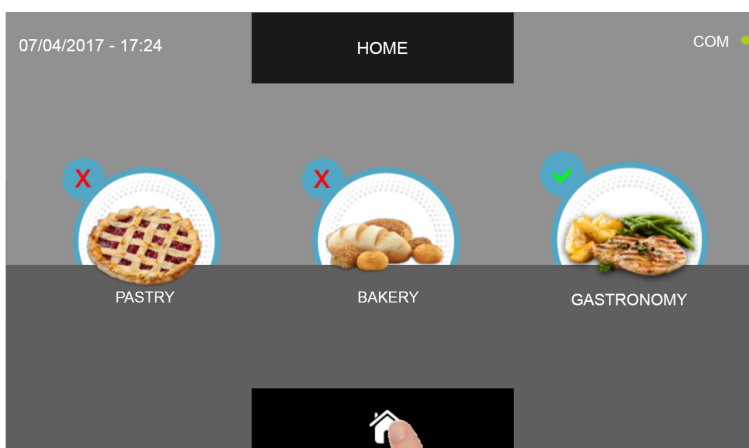 07/04/2017 - 17:24
HOME
COM
X
X
PASTRY
BAKERY
GASTRONOMY